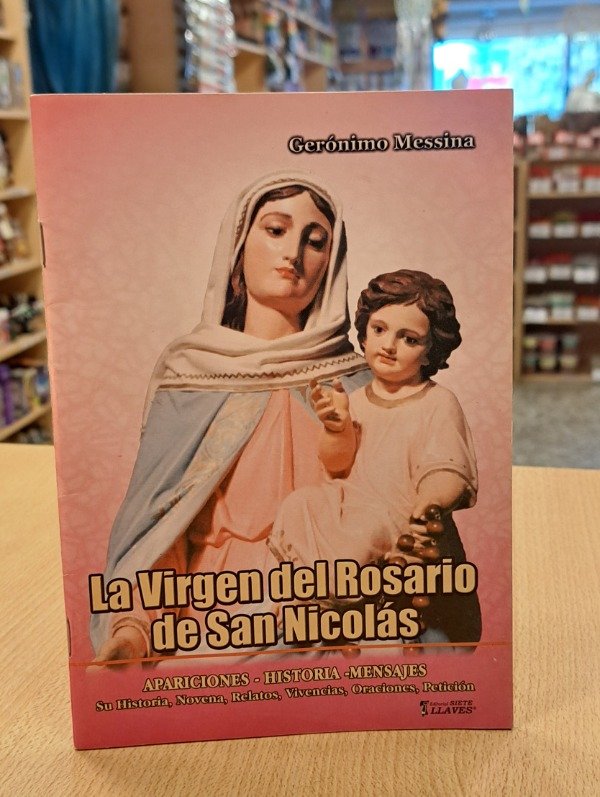 Gerónimo Messina
La Virgen del Rosario
de San Nicolás
APARICIONES - HISTORIA -MENSAJES
Su Historia, Novena, Relatos, Vivencias, Oraciones, Petición
Editorial SIETE
LLAVES®